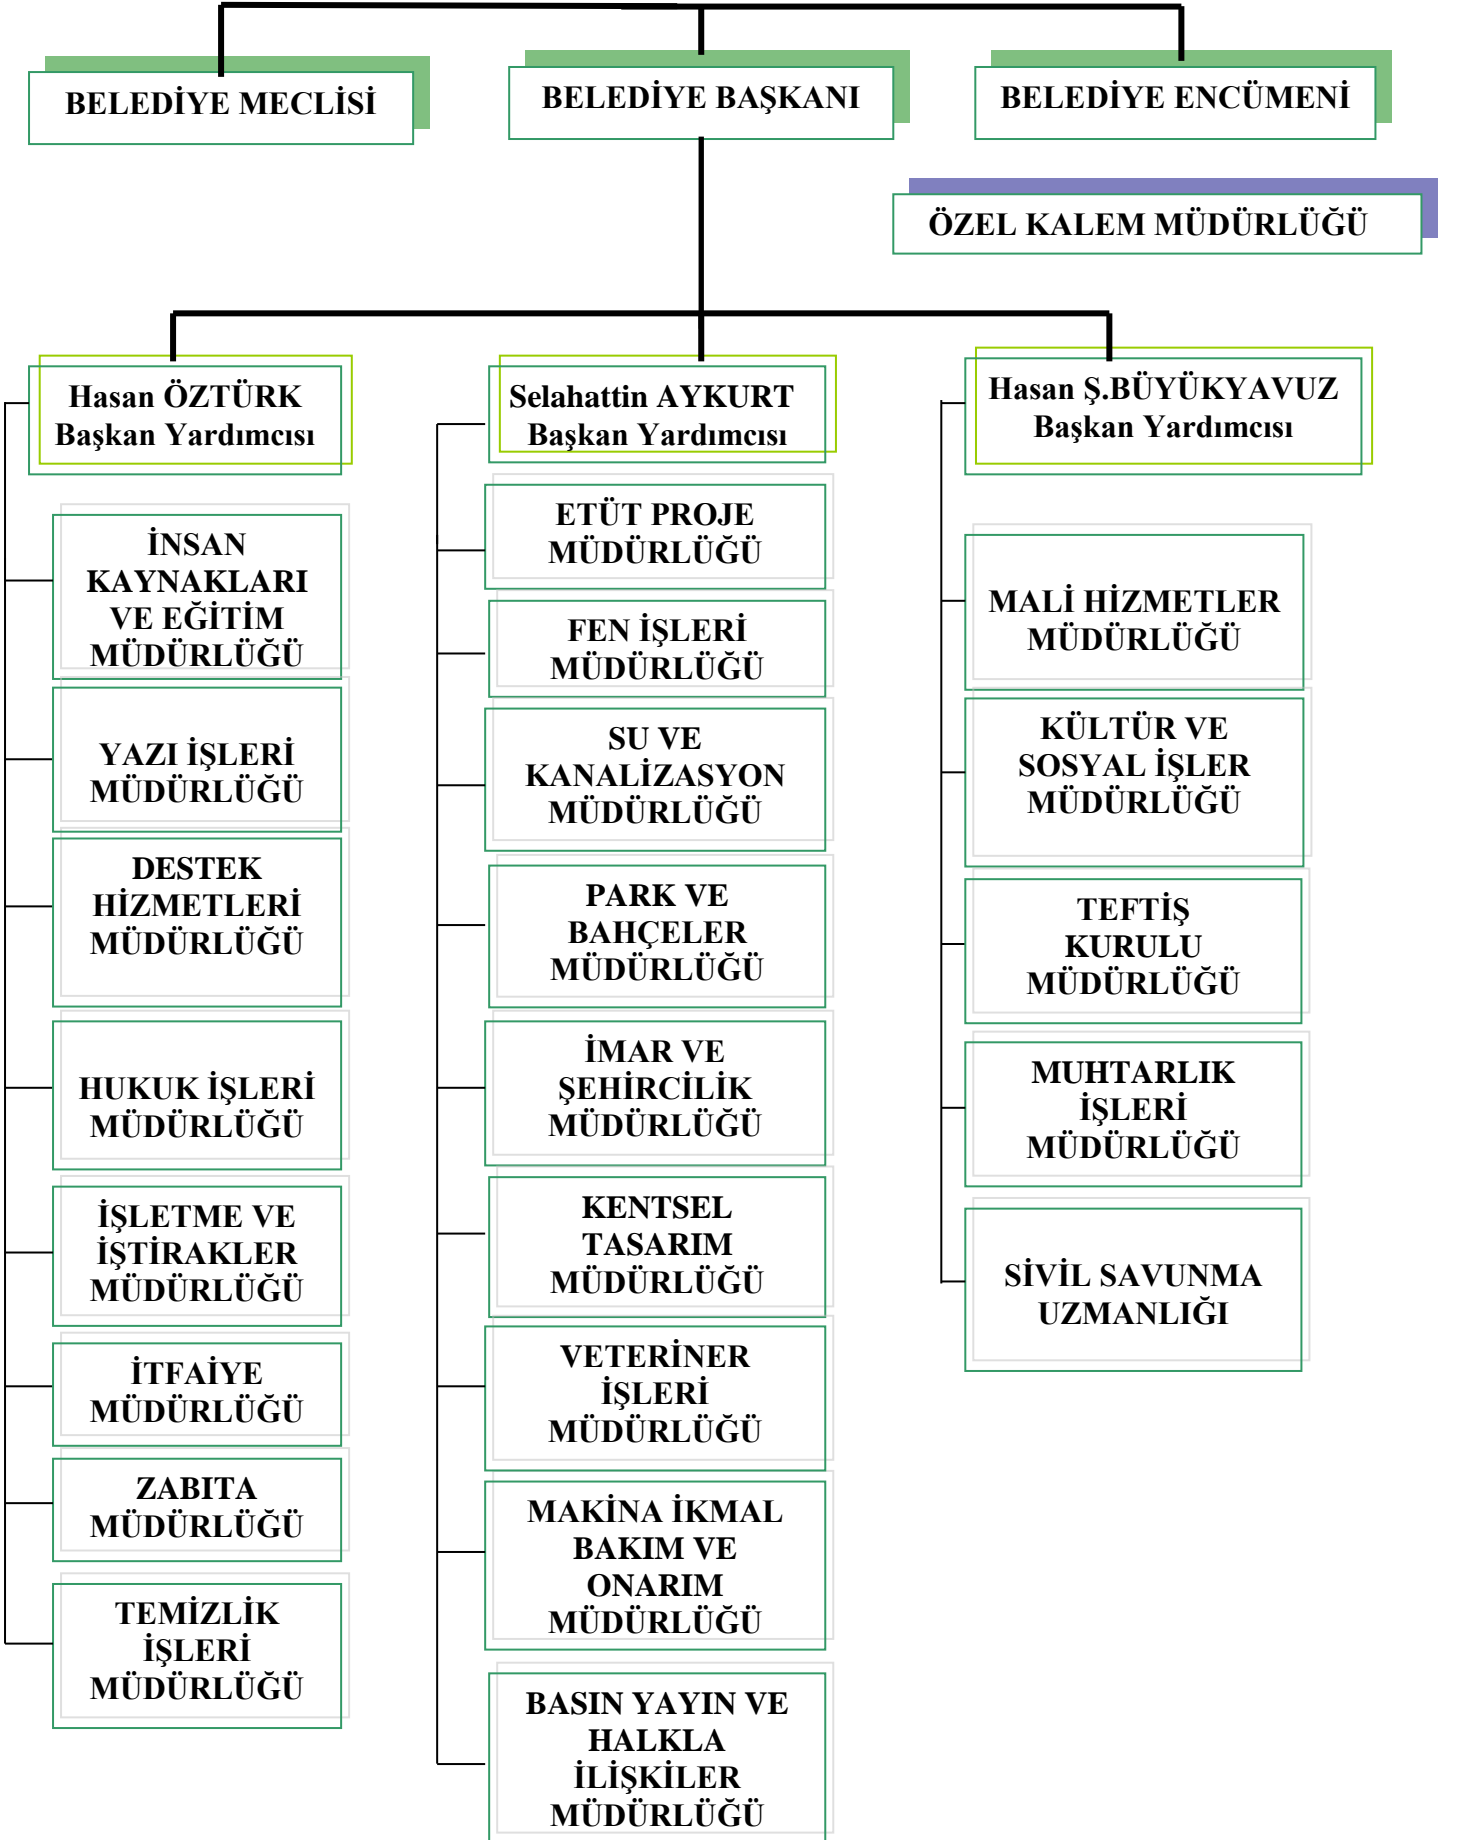 BELEDİYE MECLİSİ
BELEDİYE BAŞKANI
BELEDİYE ENCÜMENİ
ÖZEL KALEM MÜDÜRLÜĞÜ
Hasan ÖZTÜRK
Başkan Yardımcısı
İNSAN
KAYNAKLARI
VE EĞİTİM
MÜDÜRLÜĞÜ
YAZI İŞLERİ
MÜDÜRLÜĞÜ
DESTEK
HİZMETLERİ
MÜDÜRLÜĞÜ
HUKUK İŞLERİ
MÜDÜRLÜĞÜ
İŞLETME VE
İŞTİRAKLER
MÜDÜRLÜĞÜ
İTFAİYE
MÜDÜRLÜĞÜ
ZABITA
MÜDÜRLÜĞÜ
TEMİZLİK
İŞLERİ
MÜDÜRLÜĞÜ
Selahattin AYKURT
Başkan Yardımcısı
ETÜT PROJE
MÜDÜRLÜĞÜ
FEN İŞLERİ
MÜDÜRLÜĞÜ
SU VE
KANALİZASYON
MÜDÜRLÜĞÜ
PARK VE
BAHÇELER
MÜDÜRLÜĞÜ
İMAR VE
ŞEHİRCİLİK
MÜDÜRLÜĞÜ
KENTSEL
TASARIM
MÜDÜRLÜĞÜ
VETERİNER
İŞLERİ
MÜDÜRLÜĞÜ
MAKİNA İKMAL
BAKIM VE
ONARIM
MÜDÜRLÜĞÜ
BASIN YAYIN VE
HALKLA
İLİŞKİLER
MÜDÜRLÜĞÜ
Hasan Ş.BÜYÜKYAVUZ
Başkan Yardımcısı
MALİ HİZMETLER
MÜDÜRLÜĞÜ
KÜLTÜR VE
SOSYAL İŞLER
MÜDÜRLÜĞÜ
TEFTİŞ
KURULU
MÜDÜRLÜĞÜ
MUHTARLIK
İŞLERİ
MÜDÜRLÜĞÜ
SİVİL SAVUNMA
UZMANLIĞI